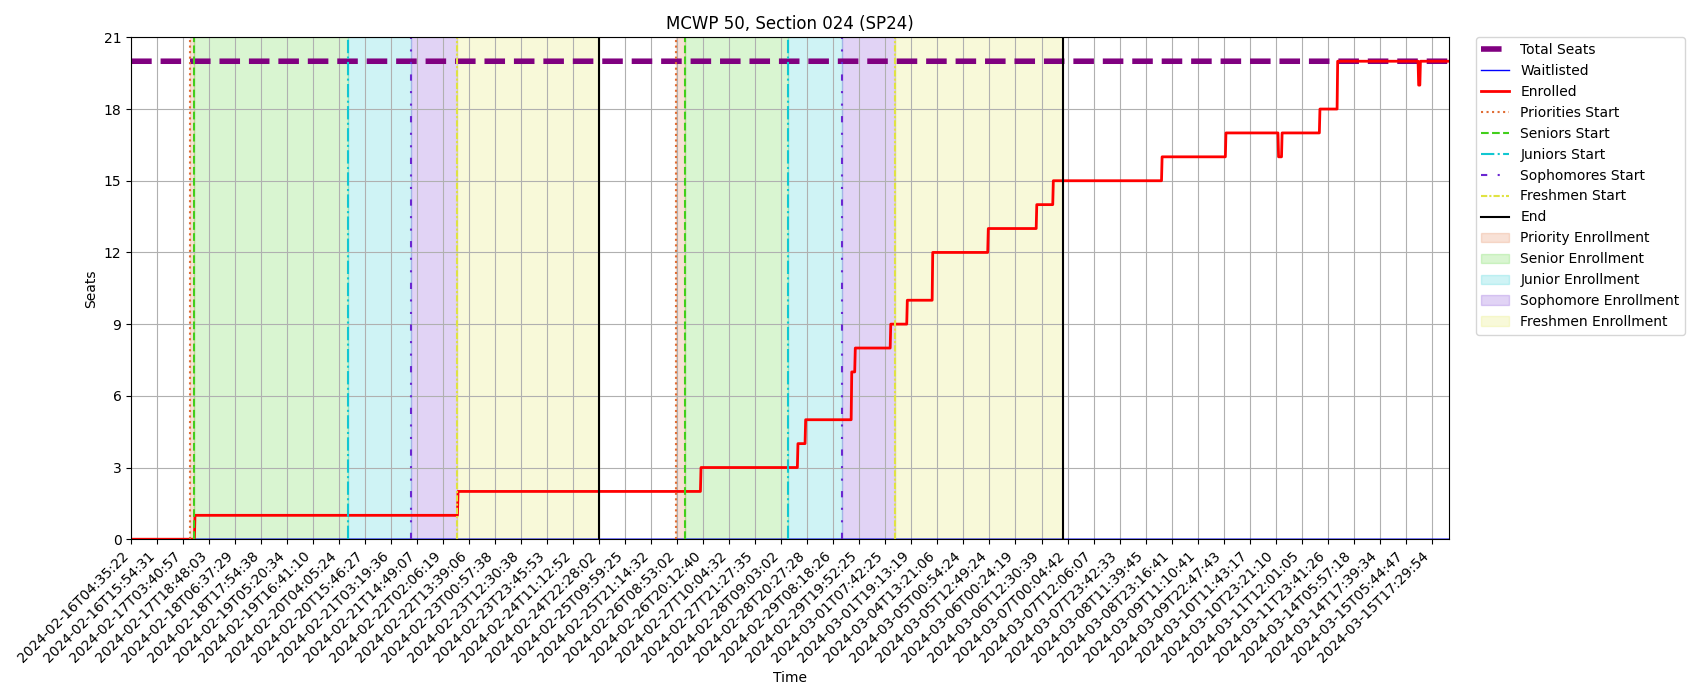 MCWP 50, Section 024 (SP24)
21
18
15
12
9
6
3
0
Seats
2024-02-16T04:35:22
2024-02-16T15:54:31
2024-02-17T03:40:57
2024-02-17T18:48:03
2024-02-18T06:37:29
2024-02-18T17:54:38
2024-02-19T05:20:34
2024-02-19T16:41:10
2024-02-20T04:05:24
2024-02-20T15:46:27
2024-02-21T03:19:36
2024-02-21T14:49:07
2024-02-22T02:06:19
2024-02-22T13:39:06
2024-02-23T00:57:38
2024-02-23T12:30:38
2024-02-23T23:45:53
2024-02-24T11:12:52
2024-02-24T22:28:02
2024-02-25T09:59:25
2024-02-25T21:14:32
2024-02-26T08:53:02
2024-02-26T20:12:40
2024-02-27T10:04:32
2024-02-27T21:27:35
2024-02-28T09:03:02
2024-02-28T20:27:28
2024-02-29T08:18:26
2024-02-29T19:52:25
2024-03-01T07:42:25
2024-03-01T19:13:19
2024-03-04T13:21:06
2024-03-05T00:54:24
2024-03-05T12:49:24
2024-03-06T00:24:19
2024-03-06T12:30:39
2024-03-07T00:04:42
2024-03-07T12:06:07
2024-03-07T23:42:33
2024-03-08T11:39:45
2024-03-08T23:16:41
2024-03-09T11:10:41
2024-03-09T22:47:43
2024-03-10T11:43:17
2024-03-10T23:21:10
2024-03-11T12:01:05
2024-03-11T23:41:26
2024-03-14T05:57:18
2024-03-14T17:39:34
2024-03-15T05:44:47
2024-03-15T17:29:54
Time
Total Seats
Waitlisted
Enrolled
Priorities Start
Seniors Start
Juniors Start
Sophomores Start
Freshmen Start
End
Priority Enrollment
Senior Enrollment
Junior Enrollment
Sophomore Enrollment
Freshmen Enrollment